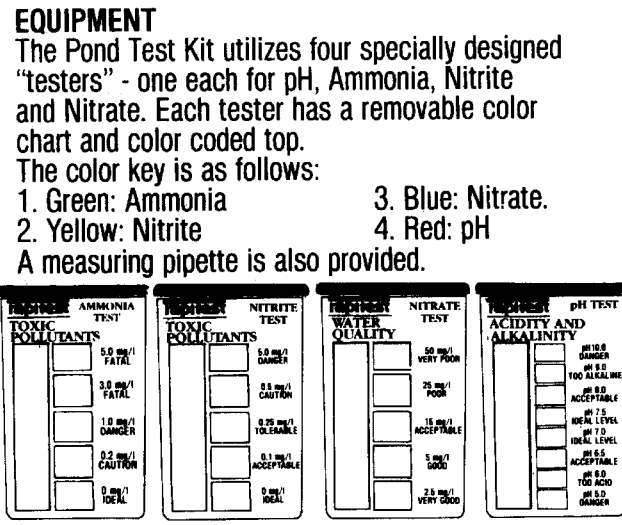 EQUIPMENT
The Pond Test Kit utilizes four specially designed
“testers” - one each for pH, Ammonia, Nitrite
and Nitrate. Each tester has a removable color
chart and color coded top.
The color key is as follows:
1. Green: Ammonia
2. Yellow: Nitrite
3. Blue: Nitrate.
4. Red: pH
A measuring pipette is also provided.
AMMONIA
TEST
TOXIC
POLLUTANTS
5.0 mg/l
FATAL
3.0 mg/l
FATAL
1.0 mg/l
DANGER
0.2 mg/l
CAUTION
0 mg/l
IDEAL
NITRITE
TEST
TOXIC
POLLUTANTS
5.0 mg/l
DANGER
0.5 mg/l
CAUTION
0.25 mg/l
TOLERABLE
0.1 mg/l
ACCEPTABLE
0 mg/l
IDEAL
NITRATE
TEST
WATER
QUALITY
50 mg/l
VERY POOR
25 mg/l
POOR
15 mg/l
ACCEPTABLE
5 mg/l
GOOD
2.5 mg/l
VERY GOOD
pH TEST
ACIDITY AND
ALKALINITY
pH 10.0
DANGER
pH 9.0
TOO ALKALINE
pH 8.0
ACCEPTABLE
pH 7.5
IDEAL LEVEL
pH 7.0
IDEAL LEVEL
pH 6.5
ACCEPTABLE
pH 6.0
TOO ACID
pH 5.0
DANGER